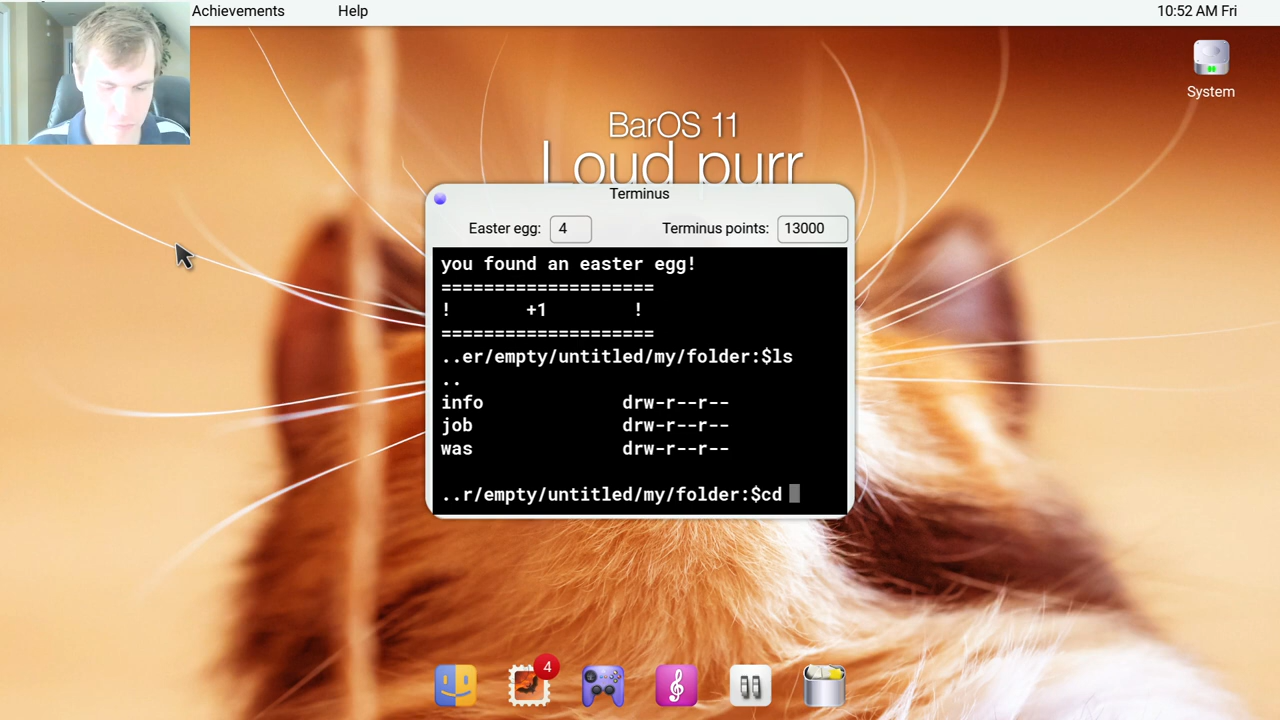 Achievements
Help
10:52 AM Fri
System
BarOS 11
Loud purr
Terminus
Easter egg: 4
Terminus points: 13000
you found an easter egg!
====================
! +1 !
====================
..er/empty/untitled/my/folder:$ls
..
info drw-r--r--
job drw-r--r--
was drw-r--r--
..r/empty/untitled/my/folder:$cd
4